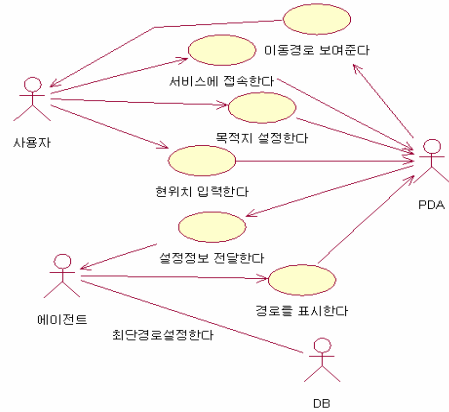 이동경로 보여준다
서비스에 접속한다
사용자
목적지 설정한다
현위치 입력한다
PDA
설정정보 전달한다
경로를 표시한다
에이전트
최단경로설정한다
DB